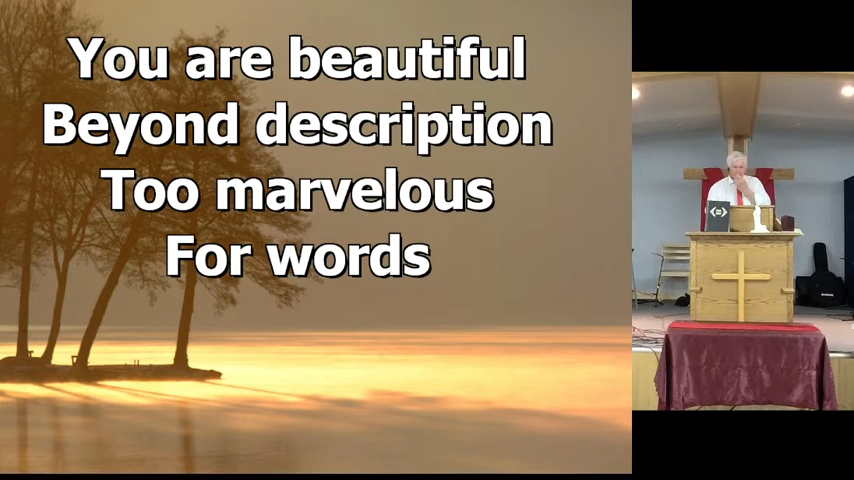 You are beautiful
Beyond description
Too marvelous
For words